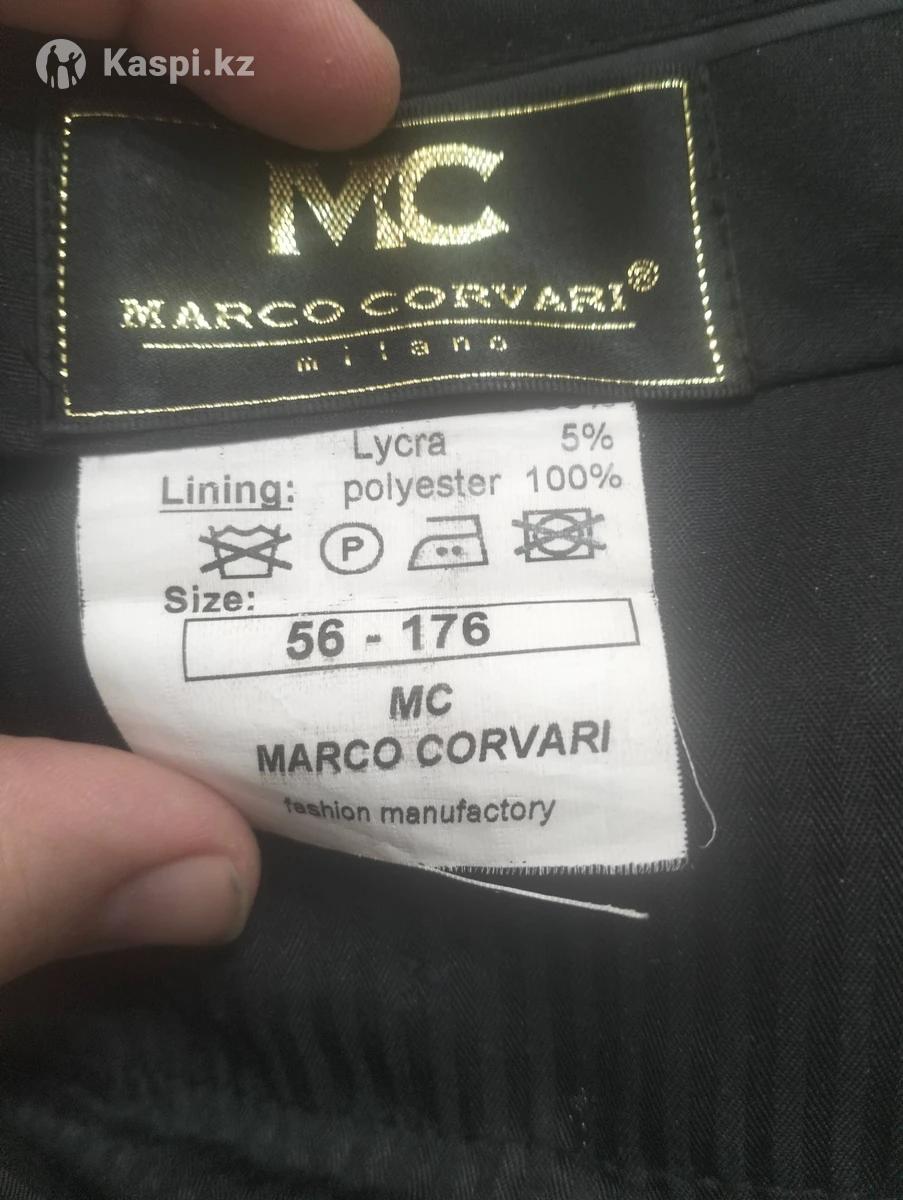 Kaspi.kz
MC
MARCO CORVARI®
milano
Lycra 5%
Lining: polyester 100%
P
Size:
56 - 176
MC
MARCO CORVARI
fashion manufactory